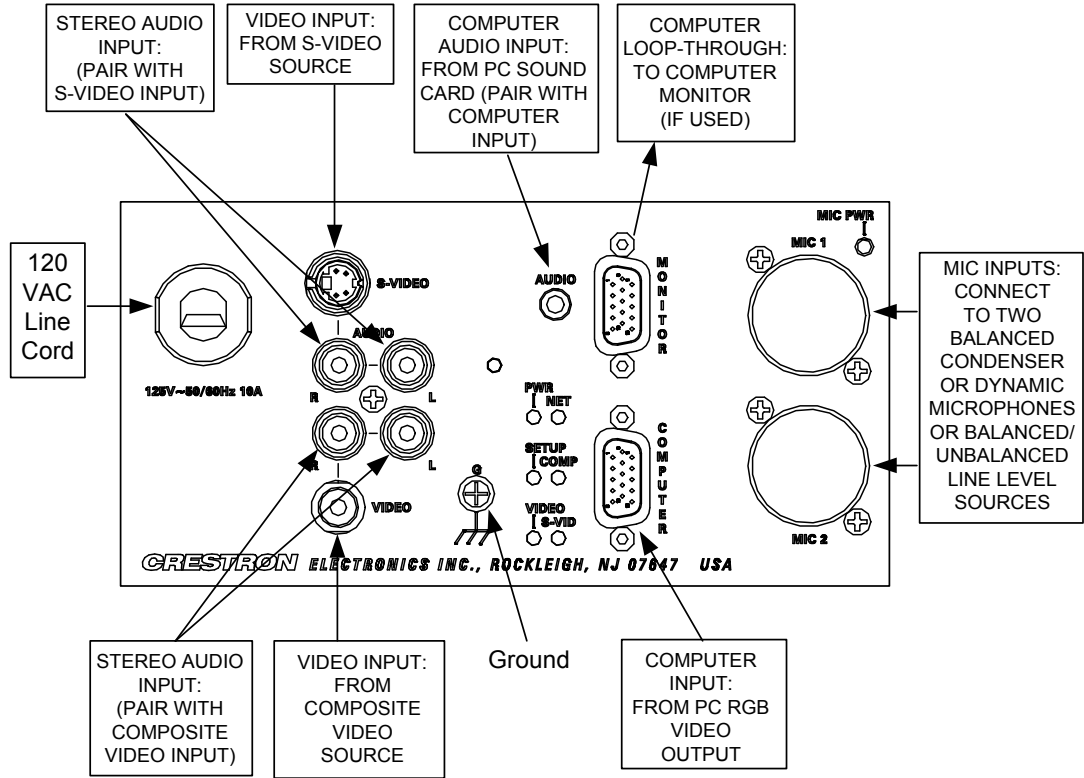 STEREO AUDIO
INPUT:
(PAIR WITH
S-VIDEO INPUT)
VIDEO INPUT:
FROM S-VIDEO
SOURCE
COMPUTER
AUDIO INPUT:
FROM PC SOUND
CARD (PAIR WITH
COMPUTER
INPUT)
COMPUTER
LOOP-THROUGH:
TO COMPUTER
MONITOR
(IF USED)
120
VAC
Line
Cord
125V~50/60Hz 10A
S-VIDEO
AUDIO
R
L
R
L
VIDEO
G
AUDIO
PWR
NET
SETUP
COMP
VIDEO
S-VID
MONITOR
COMPUTER
MIC PWR
MIC 1
MIC 2
CRESTRON ELECTRONICS INC., ROCKLEIGH, NJ 07647 USA
MIC INPUTS:
CONNECT
TO TWO
BALANCED
CONDENSER
OR DYNAMIC
MICROPHONES
OR BALANCED/
UNBALANCED
LINE LEVEL
SOURCES
STEREO AUDIO
INPUT:
(PAIR WITH
COMPOSITE
VIDEO INPUT)
VIDEO INPUT:
FROM
COMPOSITE
VIDEO
SOURCE
Ground
COMPUTER
INPUT:
FROM PC RGB
VIDEO
OUTPUT